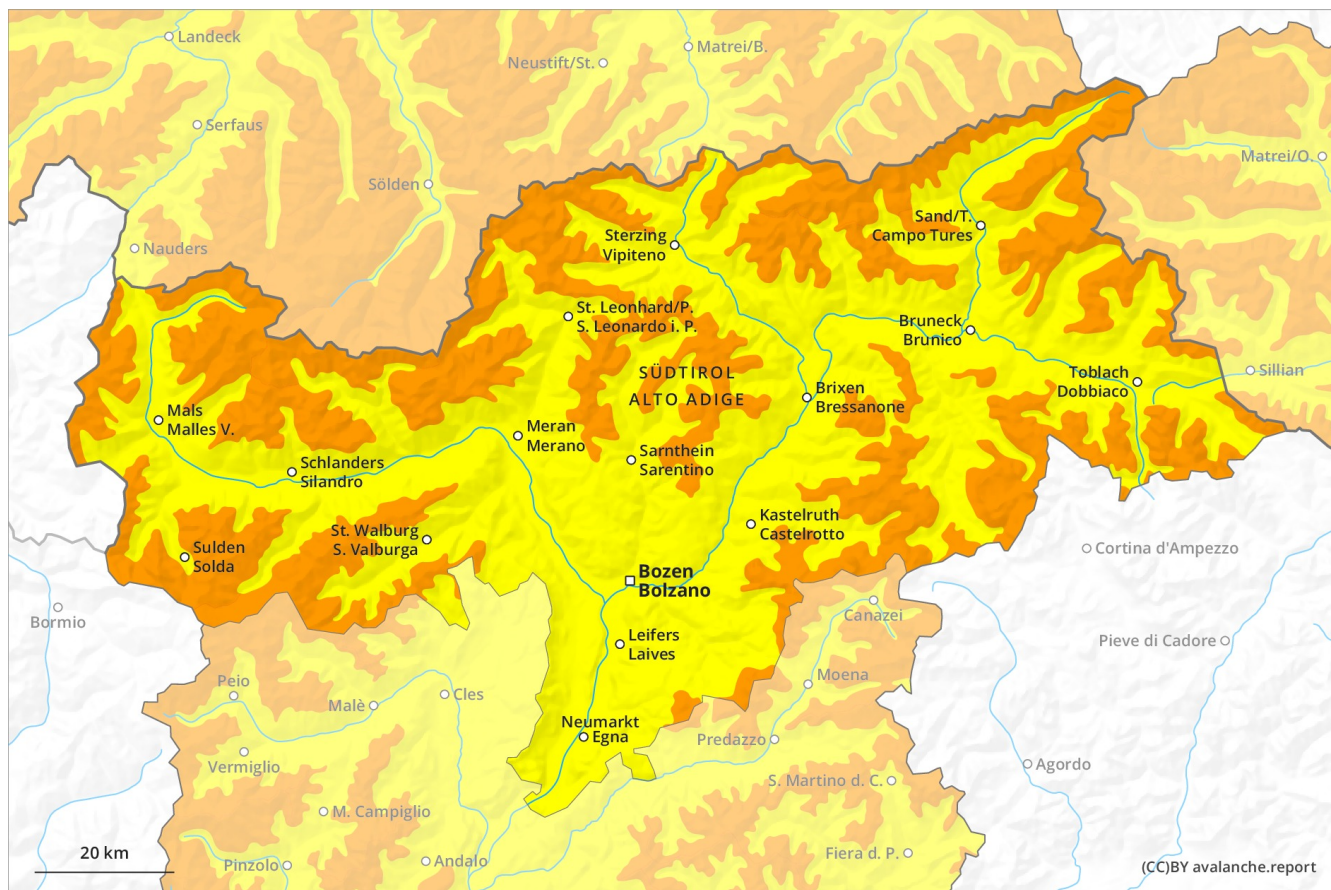 Landeck
Matrei/B.
Neustift/St.
Serfaus
Matrei/O.
Sölden
Sand/T.
Campo Tures
Sterzing
Vipiteno
Nauders
St. Leonhard/P.
S. Leonardo i. P.
Bruneck
Brunico
SÜDTIROL
ALTO ADIGE
Toblach
Dobbiaco
Sillian
Brixen
Bressanone
Mals
Malles V.
Meran
Merano
Schlanders
Silandro
Sarnthein
Sarentino
Kastelruth
Castelrotto
St. Walburg
S. Valburga
Sulden
Solda
Cortina d'Ampezzo
Bozen
Bolzano
Bormio
Canazei
Leifers
Laives
Pieve di Cadore
Peio
Moena
Cles
Malè
Neumarkt
Egna
Predazzo
Vermiglio
Agordo
S. Martino d. C.
M. Campiglio
20 km
Andalo
Fiera d. P.
Pinzolo
(CC)BY avalanche.report